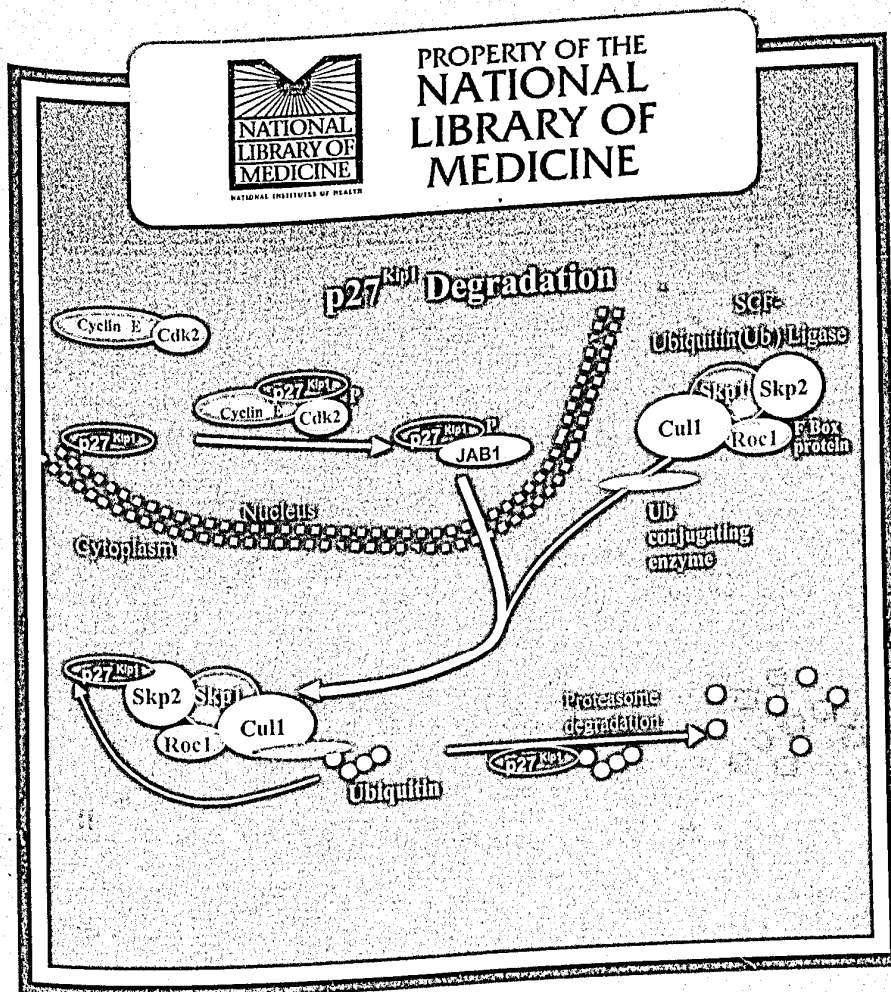 NATIONAL
LIBRARY OF
MEDICINE
NATIONAL INSTITUTES OF HEALTH
PROPERTY OF THE
NATIONAL
LIBRARY OF
MEDICINE
p27Kip1 Degradation
Cyclin E
Cdk2
p27Kip1
Cyclin E
Cdk2
P
p27Kip1
p27Kip1
P
JAB1
SCF-
Ubiquitin(Ub) Ligase
Skp1
Skp2
Cul1
Roc1
F Box
protein
Ub
conjugating
enzyme
Nucleus
Cytoplasm
p27Kip1
Skp2
Skp1
Cul1
Roc1
Ubiquitin
Proteasome
degradation
p27Kip1